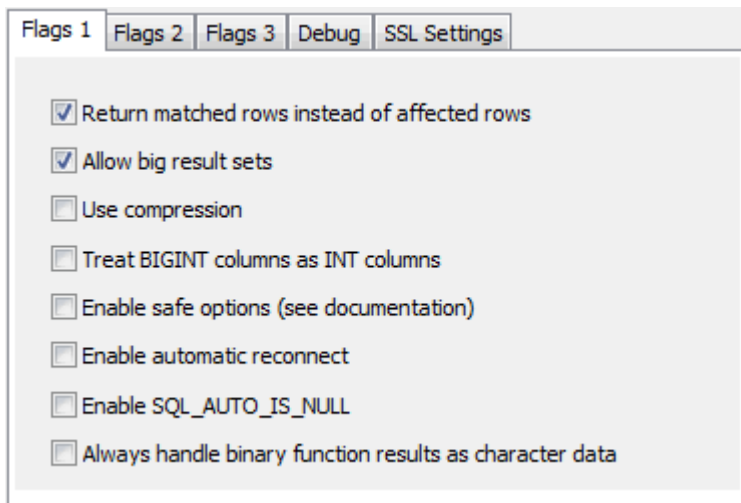 Flags 1 Flags 2 Flags 3 Debug SSL Settings
Return matched rows instead of affected rows
Allow big result sets
Use compression
Treat BIGINT columns as INT columns
Enable safe options (see documentation)
Enable automatic reconnect
Enable SQL_AUTO_IS_NULL
Always handle binary function results as character data